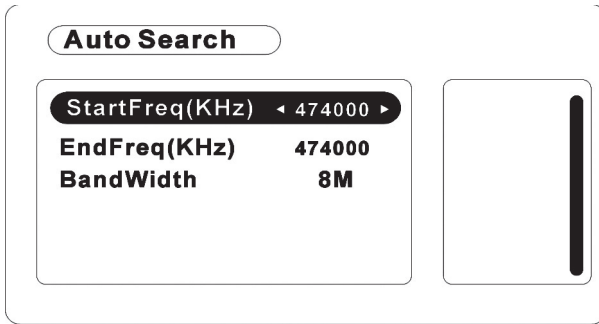 Auto Search
StartFreq(KHz) ◂ 474000 ▸
EndFreq(KHz) 474000
BandWidth 8M